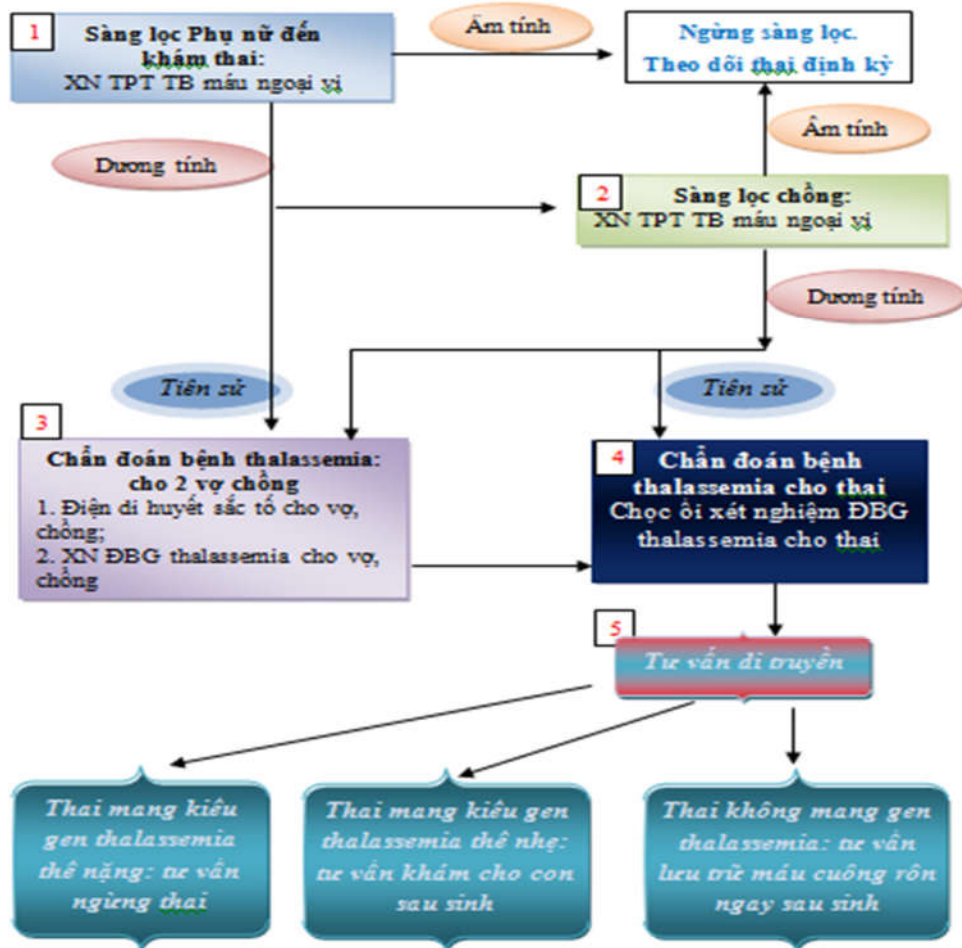 1
Sàng lọc Phụ nữ đến
khám thai:
XN TPT TB máu ngoại vi
Âm tính
Ngừng sàng lọc.
Theo dõi thai định kỳ
Dương tính
Âm tính
2
Sàng lọc chồng:
XN TPT TB máu ngoại vi
Dương tính
Tiên sử
Tiên sử
3
Chẩn đoán bệnh thalassemia:
cho 2 vợ chồng
1. Điện di huyết sắc tố cho vợ,
chồng;
2. XN ĐBG thalassemia cho vợ,
chồng
4
Chẩn đoán bệnh
thalassemia cho thai
Chọc ối xét nghiệm ĐBG
thalassemia cho thai
5
Tư vấn di truyền
Thai mang kiểu
gen thalassemia
thể nặng: tư vấn
ngừng thai
Thai mang kiểu gen
thalassemia thể nhẹ:
tư vấn khám cho con
sau sinh
Thai không mang gen
thalassemia: tư vấn
lưu trữ máu cuống rốn
ngay sau sinh